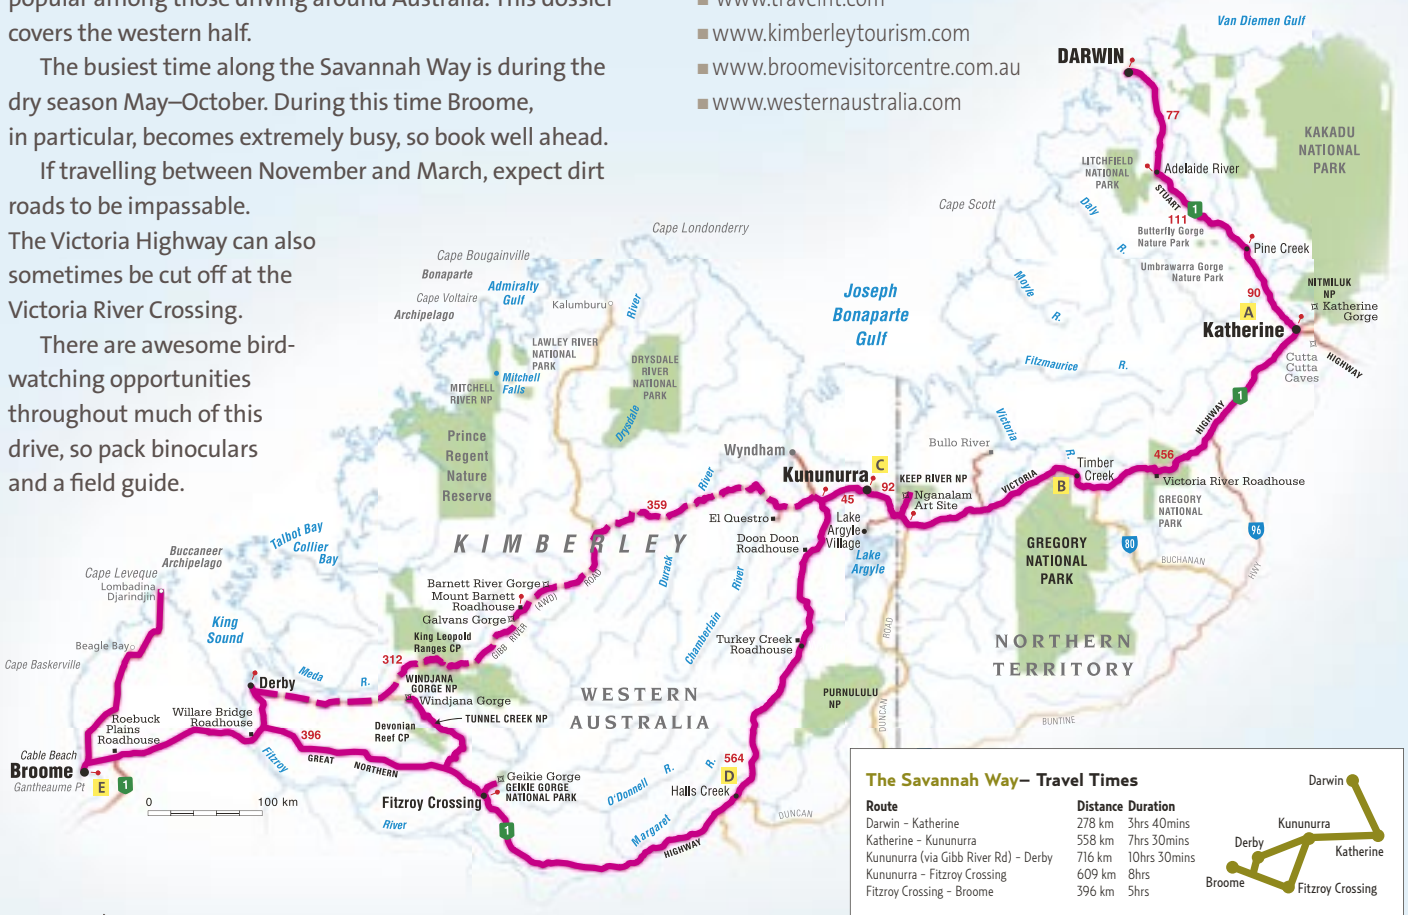 popular among those driving around Australia. This dossier
covers the western half.
The busiest time along the Savannah Way is during the
dry season May–October. During this time Broome,
in particular, becomes extremely busy, so book well ahead.
If travelling between November and March, expect dirt
roads to be impassable.
The Victoria Highway can also
sometimes be cut off at the
Victoria River Crossing.
There are awesome bird-
watching opportunities
throughout much of this
drive, so pack binoculars
and a field guide.
■ www.travelnt.com
■ www.kimberleytourism.com
■ www.broomevisitorcentre.com.au
■ www.westernaustralia.com
Van Diemen Gulf
DARWIN
77
KAKADU
NATIONAL
PARK
LITCHFIELD
NATIONAL
PARK
Adelaide River
STUART
1
111
Daly
R.
Butterfly Gorge
Nature Park
Pine Creek
Umbrawarra Gorge
Nature Park
90
A
NITMILUK
NP
Katherine
Gorge
Katherine
Cutta
Cutta
Caves
HIGHWAY
Cape Scott
Cape Londonderry
Cape Bougainville
Bonaparte
Cape Voltaire
Archipelago
Admiralty
Gulf
Kalumburu
River
Joseph
Bonaparte
Gulf
Moyle
R.
Fitzmaurice
R.
LAWLEY RIVER
NATIONAL
PARK
Mitchell
Falls
MITCHELL
RIVER NP
DRYSDALE
RIVER
NATIONAL
PARK
Drysdale
Prince
Regent
Nature
Reserve
1
HIGHWAY
Victoria
R.
Bullo River
Wyndham
Kununurra
C
45
92
KEEP RIVER NP
Nganalam
Art Site
VICTORIA
B
Timber
Creek
456
Victoria River Roadhouse
GREGORY
NATIONAL
PARK
GREGORY
NATIONAL
PARK
80
96
BUCHANAN
HWY
359
River
El Questro
Doon Doon
Roadhouse
Lake
Argyle
Village
Lake
Argyle
KIMBERLEY
Talbot Bay
Collier
Bay
Buccaneer
Archipelago
Cape Leveque
Lombadina
Djarindjin
King
Sound
Beagle Bay
Cape Baskerville
Barnett River Gorge
Mount Barnett
Roadhouse
Galvans Gorge
(4WD)
ROAD
RIVER
GIBB
King Leopold
Ranges CP
Durack
River
Chamberlain
Turkey Creek
Roadhouse
ROAD
NORTHERN
TERRITORY
312
Meda
R.
Derby
WINDJANA
GORGE NP
Windjana Gorge
TUNNEL CREEK NP
Devonian
Reef CP
WESTERN
AUSTRALIA
PURNULULU
NP
DUNCAN
BUNTINE
Willare Bridge
Roadhouse
Roebuck
Plains
Roadhouse
Cable Beach
Broome
Gantheaume Pt
E
1
396
Fitzroy
GREAT
NORTHERN
0 100 km
Fitzroy Crossing
River
Geikie Gorge
GEIKIE GORGE
NATIONAL PARK
1
O'Donnell
R.
R.
564
D
Halls Creek
Margaret
HIGHWAY
DUNCAN
The Savannah Way– Travel Times
Route Distance Duration
Darwin – Katherine 278 km 3hrs 40mins
Katherine – Kununurra 558 km 7hrs 30mins
Kununurra (via Gibb River Rd) – Derby 716 km 10hrs 30mins
Kununurra – Fitzroy Crossing 609 km 8hrs
Fitzroy Crossing – Broome 396 km 5hrs
Darwin
Kununurra
Derby
Katherine
Broome
Fitzroy Crossing